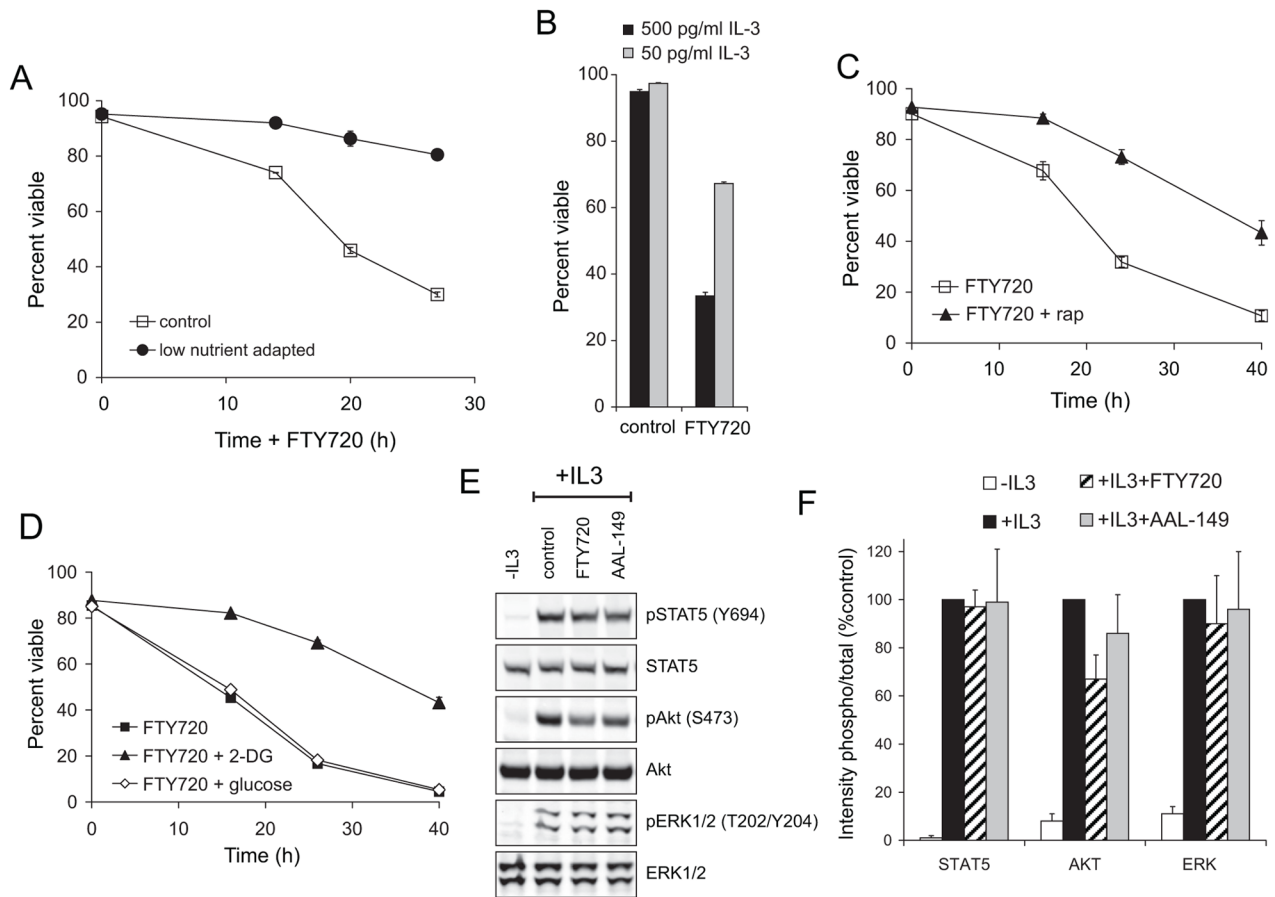 A
100
80
60
40
20
0
Percent viable
control
low nutrient adapted
0
10
20
30
Time + FTY720 (h)
B
500 pg/ml IL-3
50 pg/ml IL-3
100
80
60
40
20
0
Percent viable
control
FTY720
C
100
80
60
40
20
0
Percent viable
FTY720
FTY720 + rap
0
10
20
30
40
Time (h)
D
100
80
60
40
20
0
Percent viable
FTY720
FTY720 + 2-DG
FTY720 + glucose
0
10
20
30
40
Time (h)
E
+IL3
-IL3
control
FTY720
AAL-149
pSTAT5 (Y694)
STAT5
pAkt (S473)
Akt
pERK1/2 (T202/Y204)
ERK1/2
F
-IL3
+IL3
+IL3+FTY720
+IL3+AAL-149
120
100
80
60
40
20
0
Intensity phospho/total (%control)
STAT5
AKT
ERK